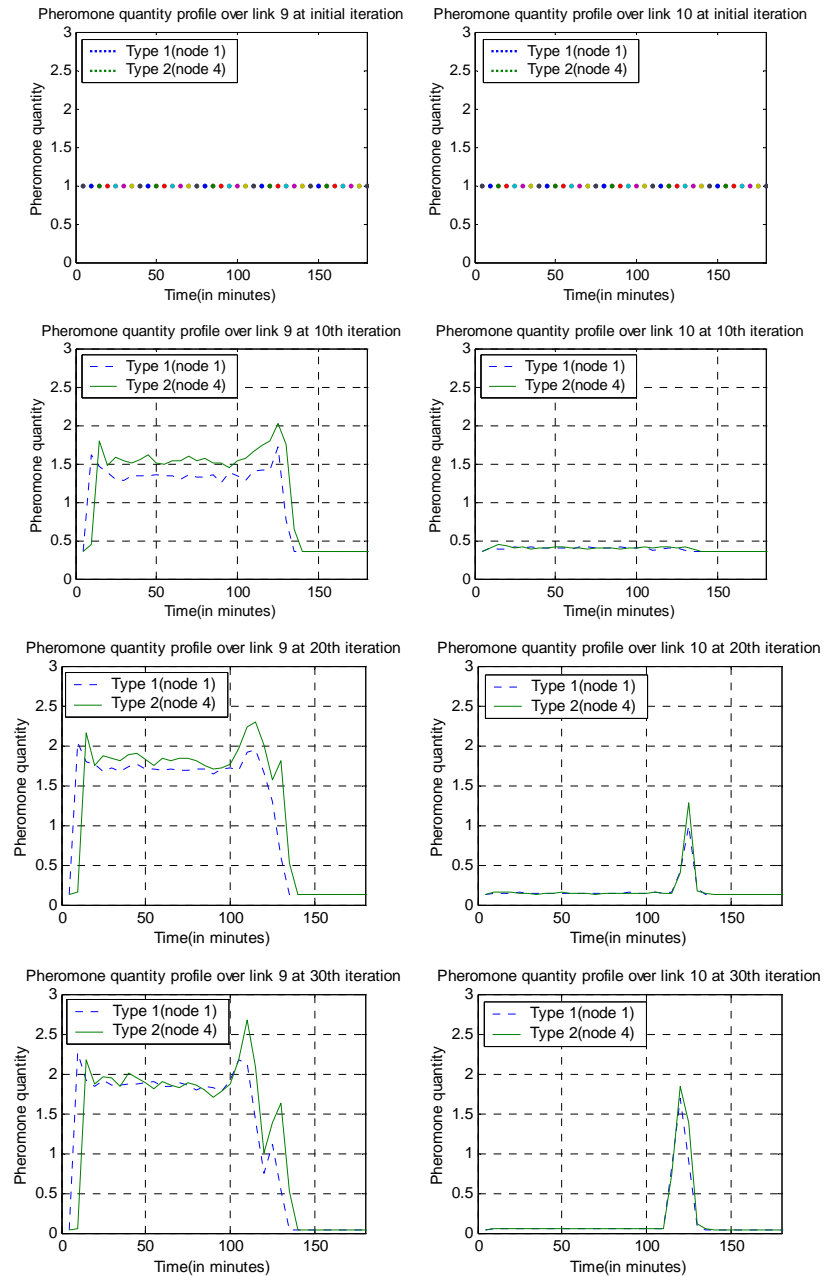 Pheromone quantity profile over link 9 at initial iteration
3
2.5
2
1.5
1
0.5
0
Pheromone quantity
Type 1(node 1)
Type 2(node 4)
0 50 100 150
Time(in minutes)
Pheromone quantity profile over link 10 at initial iteration
3
2.5
2
1.5
1
0.5
0
Pheromone quantity
Type 1(node 1)
Type 2(node 4)
0 50 100 150
Time(in minutes)
Pheromone quantity profile over link 9 at 10th iteration
3
2.5
2
1.5
1
0.5
0
Pheromone quantity
Type 1(node 1)
Type 2(node 4)
0 50 100 150
Time(in minutes)
Pheromone quantity profile over link 10 at 10th iteration
3
2.5
2
1.5
1
0.5
0
Pheromone quantity
Type 1(node 1)
Type 2(node 4)
0 50 100 150
Time(in minutes)
Pheromone quantity profile over link 9 at 20th iteration
3
2.5
2
1.5
1
0.5
0
Pheromone quantity
Type 1(node 1)
Type 2(node 4)
0 50 100 150
Time(in minutes)
Pheromone quantity profile over link 10 at 20th iteration
3
2.5
2
1.5
1
0.5
0
Pheromone quantity
Type 1(node 1)
Type 2(node 4)
0 50 100 150
Time(in minutes)
Pheromone quantity profile over link 9 at 30th iteration
3
2.5
2
1.5
1
0.5
0
Pheromone quantity
Type 1(node 1)
Type 2(node 4)
0 50 100 150
Time(in minutes)
Pheromone quantity profile over link 10 at 30th iteration
3
2.5
2
1.5
1
0.5
0
Pheromone quantity
Type 1(node 1)
Type 2(node 4)
0 50 100 150
Time(in minutes)